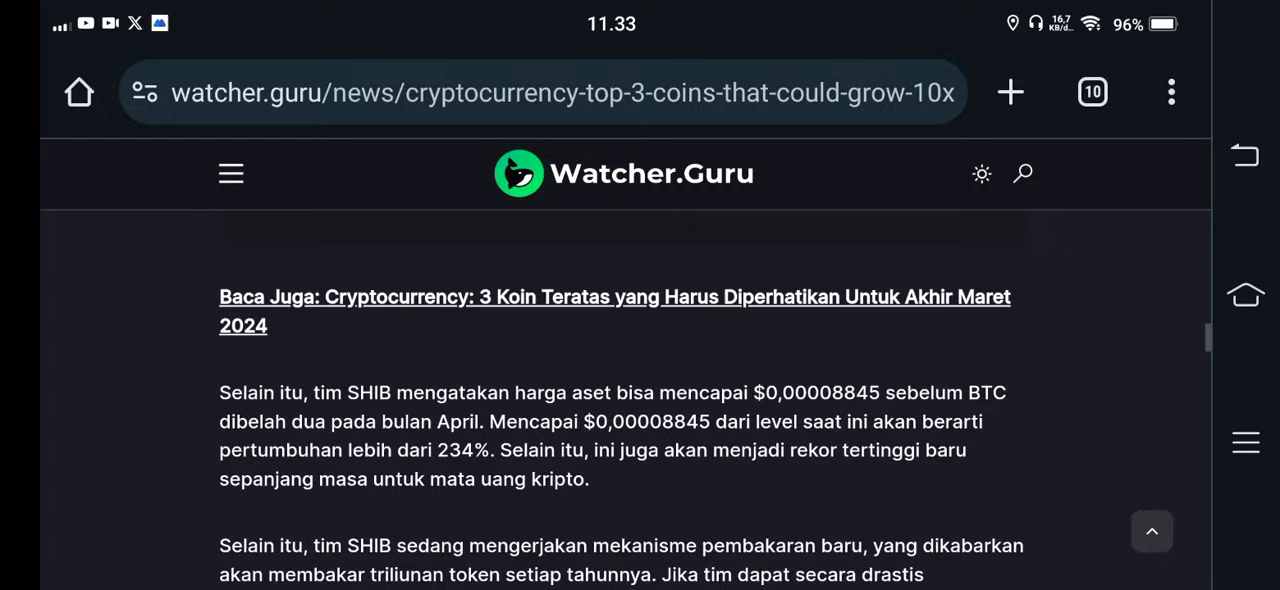 11.33
16,7
KB/d...
96%
watcher.guru/news/cryptocurrency-top-3-coins-that-could-grow-10x
10
Watcher.Guru
Baca Juga: Cryptocurrency: 3 Koin Teratas yang Harus Diperhatikan Untuk Akhir Maret
2024
Selain itu, tim SHIB mengatakan harga aset bisa mencapai $0,00008845 sebelum BTC
dibelah dua pada bulan April. Mencapai $0,00008845 dari level saat ini akan berarti
pertumbuhan lebih dari 234%. Selain itu, ini juga akan menjadi rekor tertinggi baru
sepanjang masa untuk mata uang kripto.
Selain itu, tim SHIB sedang mengerjakan mekanisme pembakaran baru, yang dikabarkan
akan membakar triliunan token setiap tahunnya. Jika tim dapat secara drastis